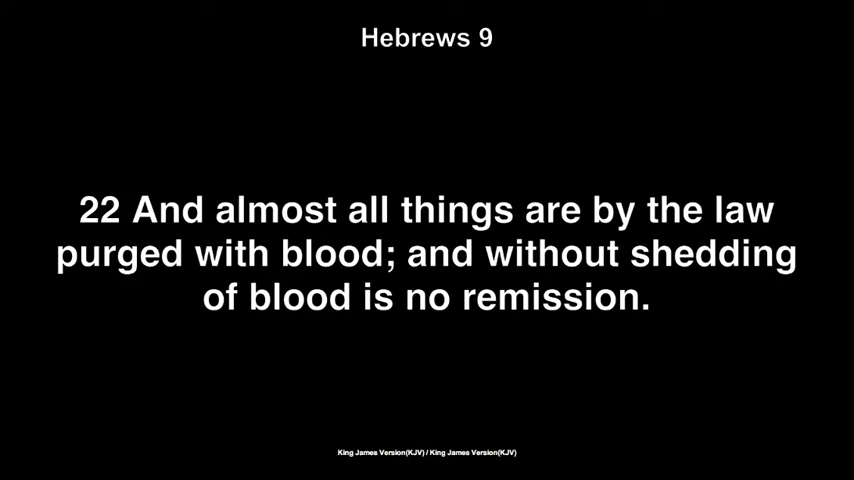 Hebrews 9
22 And almost all things are by the law
purged with blood; and without shedding
of blood is no remission.
King James Version(KJV) / King James Version(KJV)